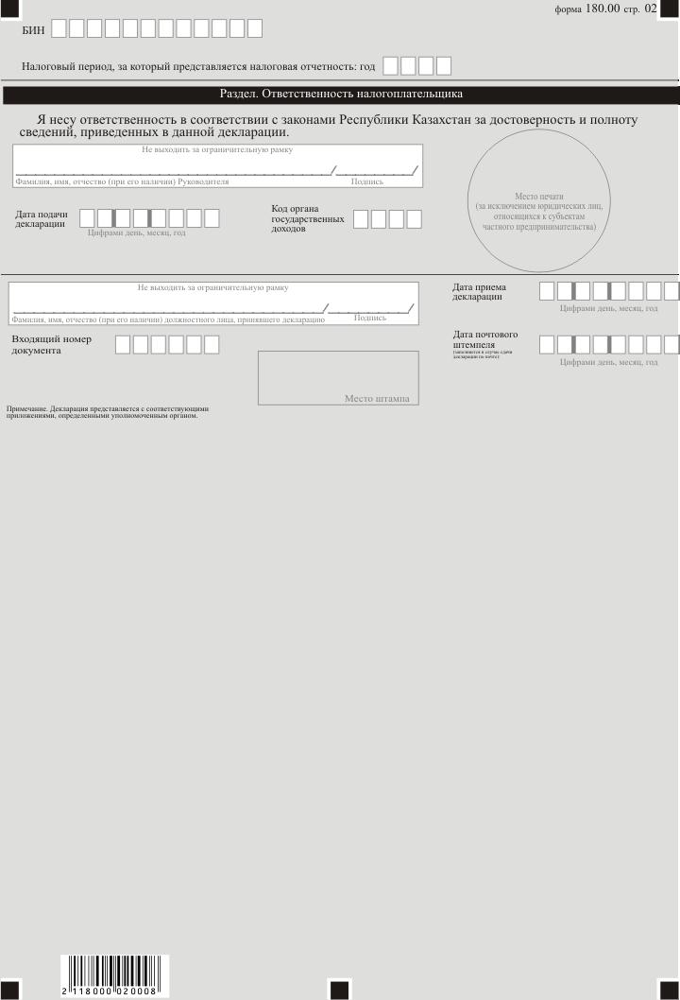 форма 180.00 стр. 02
БИН
Налоговый период, за который представляется налоговая отчетность: год
Раздел. Ответственность налогоплательщика
Я несу ответственность в соответствии с законами Республики Казахстан за достоверность и полноту
сведений, приведенных в данной декларации.
Не выходить за ограничительную рамку
Фамилия, имя, отчество (при его наличии) Руководителя
Подпись
Место печати
(за исключением юридических лиц,
относящихся к субъектам
частного предпринимательства)
Дата подачи
декларации
Цифрами день, месяц, год
Код органа
государственных
доходов
Не выходить за ограничительную рамку
Фамилия, имя, отчество (при его наличии) должностного лица, принявшего декларацию
Подпись
Дата приема
декларации
Цифрами день, месяц, год
Входящий номер
документа
Место штампа
Дата почтового
штемпеля
(заполняется в случае сдачи
декларации по почте)
Цифрами день, месяц, год
Примечание. Декларация представляется с соответствующими
приложениями, определенными уполномоченным органом.
2 118000 020008